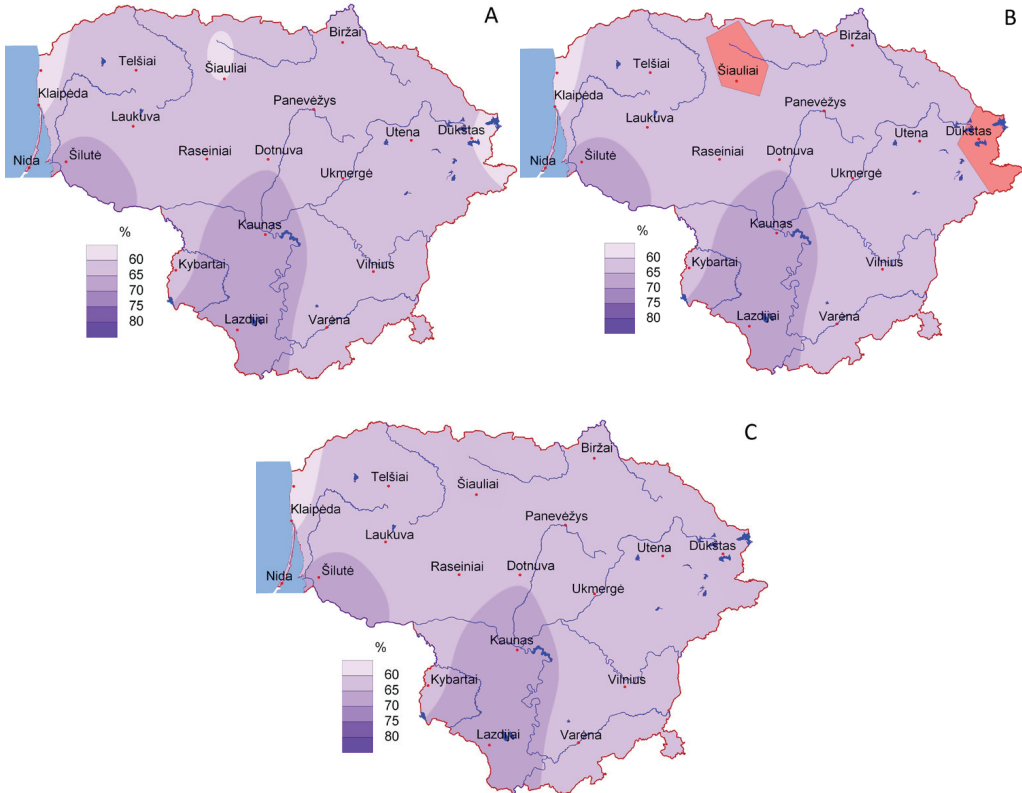 A
Biržai
Telšiai
Šiauliai
Klaipėda
Panevėžys
Laukuva
Utena
Dūkštas
Nida
Šilutė
Raseiniai
Dotnuva
Ukmergė
Kaunas
%
60
65
70
75
80
Kybartai
Vilnius
Lazdijai
Varėna
B
Biržai
Telšiai
Šiauliai
Klaipėda
Panevėžys
Laukuva
Utena
Dūkštas
Nida
Šilutė
Raseiniai
Dotnuva
Ukmergė
Kaunas
%
60
65
70
75
80
Kybartai
Vilnius
Lazdijai
Varėna
C
Biržai
Telšiai
Šiauliai
Klaipėda
Panevėžys
Laukuva
Utena
Dūkštas
Nida
Šilutė
Raseiniai
Dotnuva
Ukmergė
Kaunas
%
60
65
70
75
80
Kybartai
Vilnius
Lazdijai
Varėna